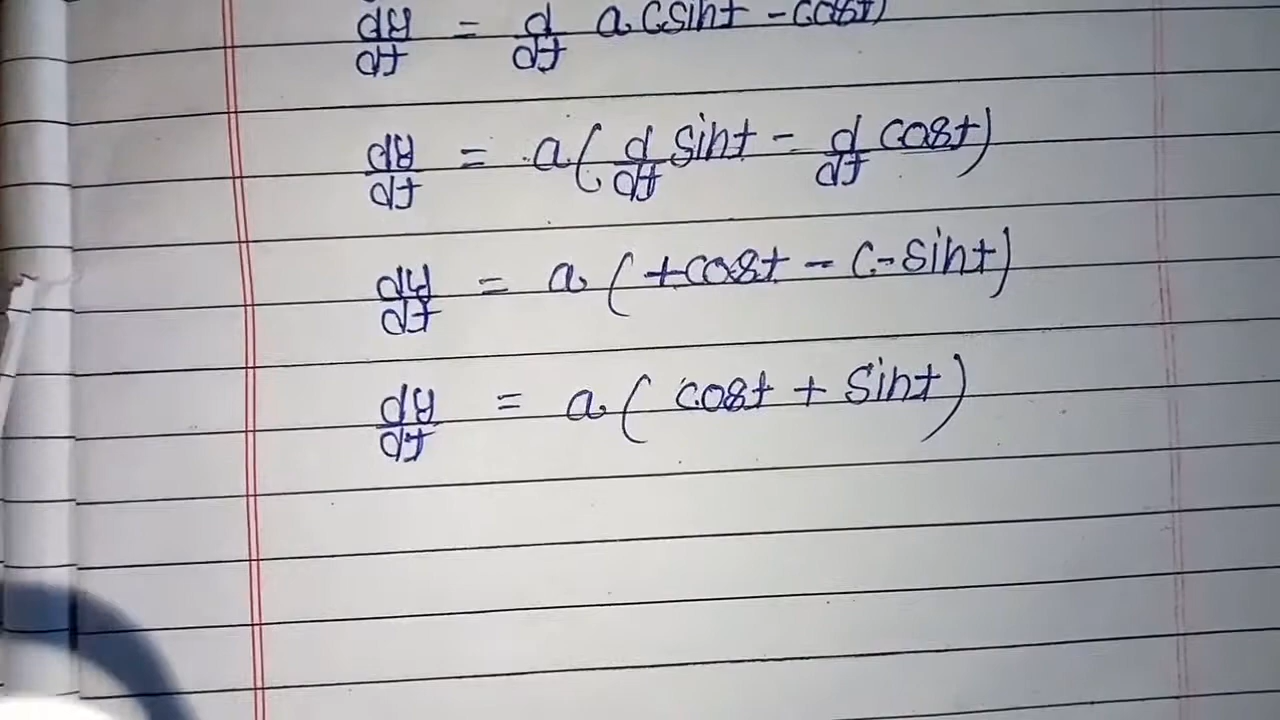 dy/dt = d/dt a(sint - cost)
dy/dt = a( d/dt sint - d/dt cost)
dy/dt = a ( +cost - (-sint)
dy/dt = a ( cost + sint)